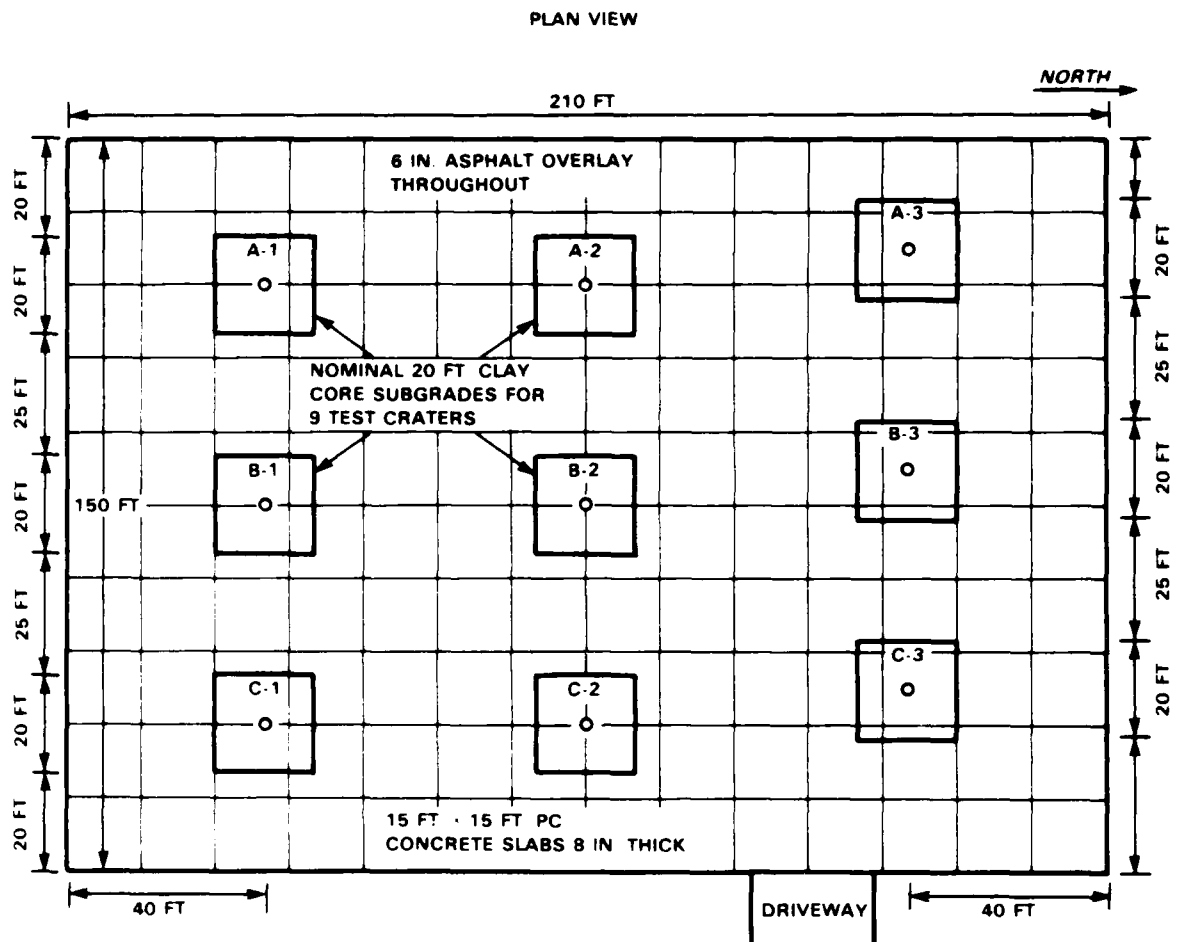 PLAN VIEW
NORTH
210 FT
6 IN. ASPHALT OVERLAY
THROUGHOUT
20 FT
20 FT
25 FT
20 FT
25 FT
20 FT
20 FT
A-1
A-2
A-3
NOMINAL 20 FT CLAY
CORE SUBGRADES FOR
9 TEST CRATERS
B-1
B-2
B-3
150 FT
C-1
C-2
C-3
20 FT
25 FT
20 FT
25 FT
20 FT
15 FT · 15 FT PC
CONCRETE SLABS 8 IN THICK
40 FT
DRIVEWAY
40 FT